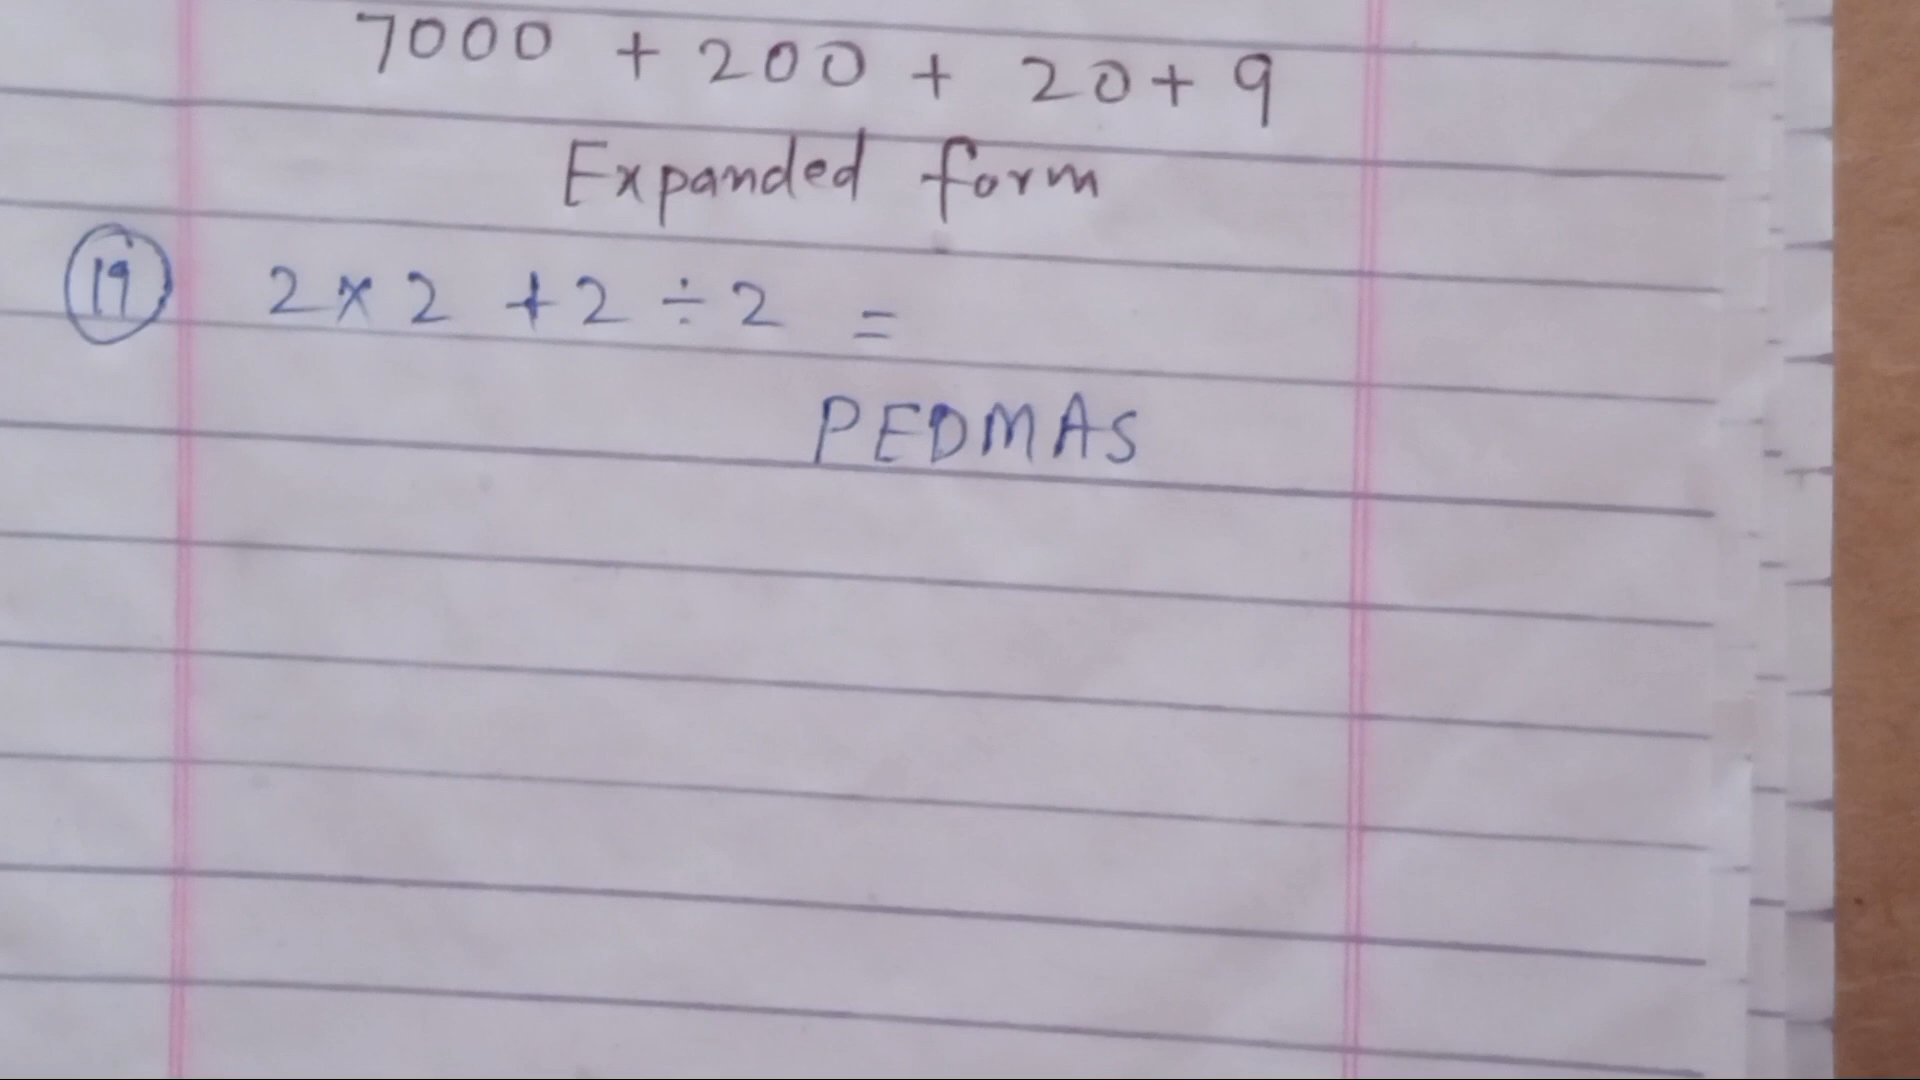 7000 + 200 + 20 + 9
Expanded form
19 2 × 2 + 2 ÷ 2 =
PEDMAS